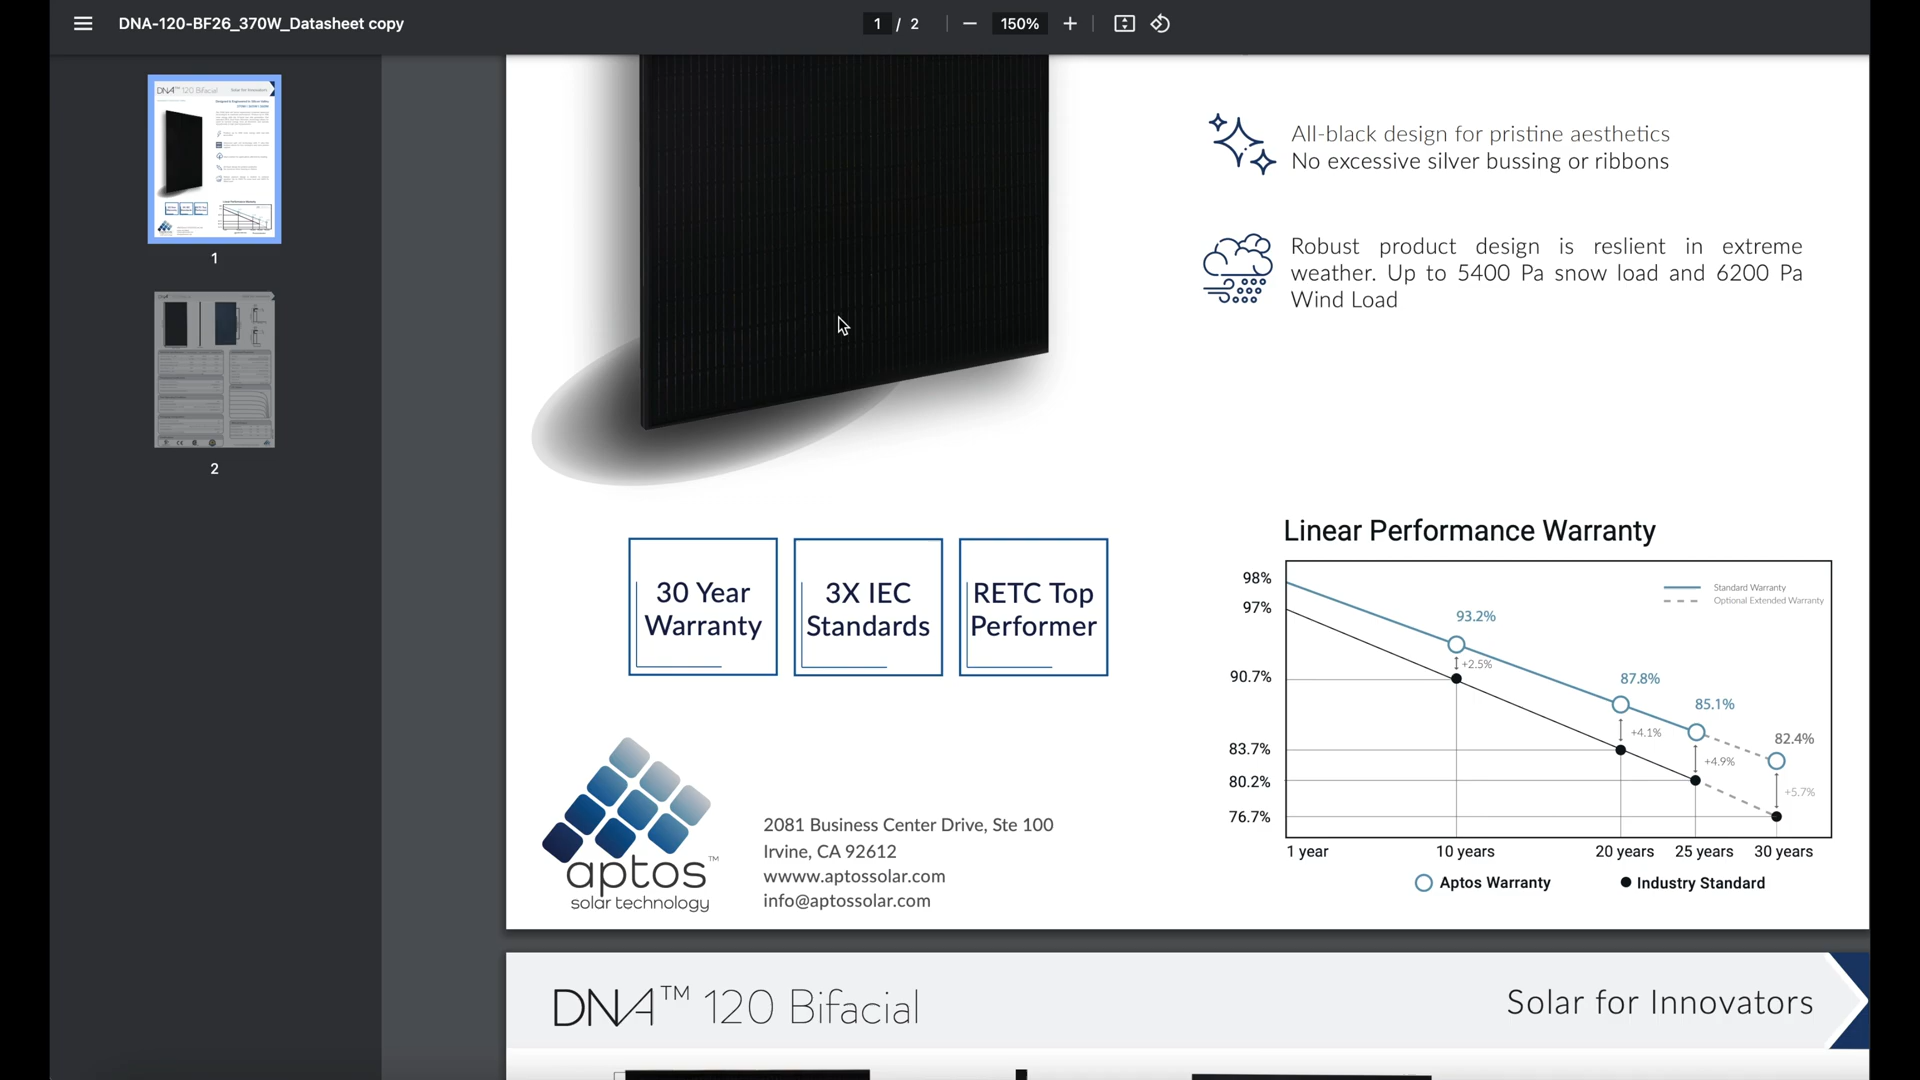 DNA-120-BF26_370W_Datasheet copy
1 / 2
150%
DNA™ 120 Bifacial
Solar for Innovators
1
2
All-black design for pristine aesthetics
No excessive silver bussing or ribbons
Robust product design is reslient in extreme
weather. Up to 5400 Pa snow load and 6200 Pa
Wind Load
30 Year
Warranty
3X IEC
Standards
RETC Top
Performer
Linear Performance Warranty
98%
97%
90.7%
83.7%
80.2%
76.7%
Standard Warranty
Optional Extended Warranty
93.2%
+2.5%
87.8%
+4.1%
85.1%
+4.9%
82.4%
+5.7%
1 year
10 years
20 years
25 years
30 years
Aptos Warranty
Industry Standard
aptos™
solar technology
2081 Business Center Drive, Ste 100
Irvine, CA 92612
wwww.aptossolar.com
info@aptossolar.com
DNA™ 120 Bifacial
Solar for Innovators